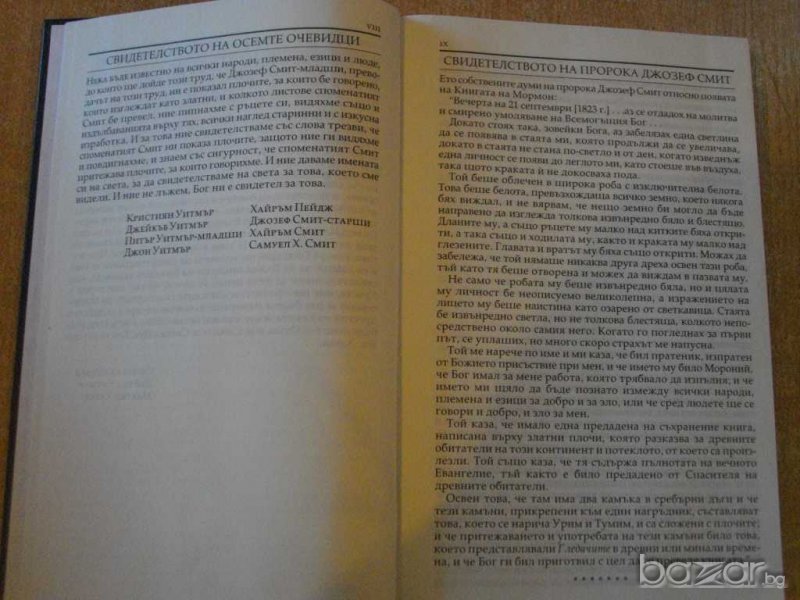 VIII
СВИДЕТЕЛСТВОТО НА ОСЕМТЕ ОЧЕВИДЦИ
Нека бъде известно на всички народи, племена, езици и люде,
до които ще дойде този труд, че Джозеф Смит-младши, прево-
дачът на този труд, ни показа плочите, за които бе говорено,
които изглеждат като златни, и колкото листове споменатият
Смит бе превел, ние пипнахме с ръцете си, видяхме също и
издълбаванията върху тях, всички наглед старинни и с изкусна
изработка. И за това ние свидетелстваме със слова трезви, че
споменатият Смит ни показа плочите, защото ние ги видяхме
и повдигнахме, и знаем със сигурност, че споменатият Смит
притежава плочите, за които говорихме. И ние даваме имената
си на света, за да свидетелстваме на света за това, което сме
видели. И ние не лъжем, Бог ни е свидетел за това.
Кристиян Уитмър Хайръм Пейдж
Джейкъб Уитмър Джозеф Смит-старши
Питър Уитмър-младши Хайръм Смит
Джон Уитмър Самуел Х. Смит
IX
СВИДЕТЕЛСТВОТО НА ПРОРОКА ДЖОЗЕФ СМИТ
Ето собствените думи на пророка Джозеф Смит относно появата
на Книгата на Мормон:
"Вечерта на 21 септември [1823 г.] . . . аз се отдадох на молитва
и смирено умоляване на Всемогъщия Бог . . .
Докато стоях така, зовейки Бога, аз забелязах една светлина
да се появява в стаята ми, която продължи да се увеличава,
докато в стаята не стана по-светло и от ден, когато изведнъж
една личност се появи до леглото ми, като стоеше във въздуха,
така щото краката ѝ не докосваха пода.
Той беше облечен в широка роба с изключителна белота.
Това беше белота, превъзхождаща всичко земно, което някога
бях виждал, и не вярвам, че нещо земно би могло да бъде
направено да изглежда толкова извънредно бяло и блестящо.
Дланите му, а също ръцете му малко над китките бяха откри-
ти, а така също и ходилата му, както и краката му малко над
глезените. Главата и вратът му бяха също открити. Можах да
забележа, че той нямаше никаква друга дреха освен тази роба,
тъй като тя беше отворена и можех да виждам в пазвата му.
Не само че робата му беше извънредно бяла, но и цялата
му личност бе неописуемо великолепна, а изражението на
лицето му беше наистина като озарено от светкавица. Стаята
бе извънредно светла, но не толкова блестяща, колкото непо-
средствено около самия него. Когато го погледнах за първи
път, се уплаших, но много скоро страхът ме напусна.
Той ме нарече по име и ми каза, че бил пратеник, изпратен
от Божието присъствие при мен, и че името му било Мороний,
че Бог имал за мене работа, която трябвало да изпълня; и че
името ми щяло да бъде познато измежду всички народи,
племена и езици за добро и за зло, или че сред людете ще се
говори и добро, и зло за мен.
Той каза, че имало една предадена на съхранение книга,
написана върху златни плочи, която разказва за древните
обитатели на този континент и потеклото, от което са произ-
лезли. Той също каза, че тя съдържа пълнотата на вечното
Евангелие, тъй както е било предадено от Спасителя на
древните обитатели.
Освен това, че там има два камъка в сребърни дъги и че
тези камъни, прикрепени към един нагръдник, съставляват
това, което се нарича Урим и Тумим, и са сложени с плочите;
и че притежаването и употребата на тези камъни било това,
което представлявали Гледачите в древни или минали време-
на, и че Бог ги бил приготвил с цел да се преведе книгата
bazar.bg